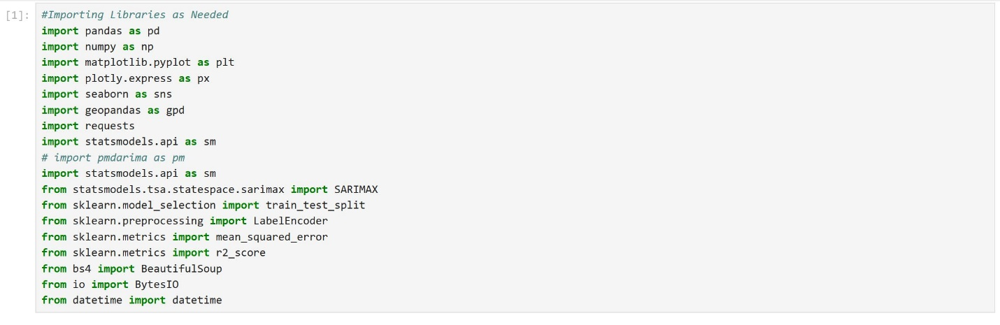 [1]:
#Importing Libraries as Needed
import pandas as pd
import numpy as np
import matplotlib.pyplot as plt
import plotly.express as px
import seaborn as sns
import geopandas as gpd
import requests
import statsmodels.api as sm
# import pmdarima as pm
import statsmodels.api as sm
from statsmodels.tsa.statespace.sarimax import SARIMAX
from sklearn.model_selection import train_test_split
from sklearn.preprocessing import LabelEncoder
from sklearn.metrics import mean_squared_error
from sklearn.metrics import r2_score
from bs4 import BeautifulSoup
from io import BytesIO
from datetime import datetime